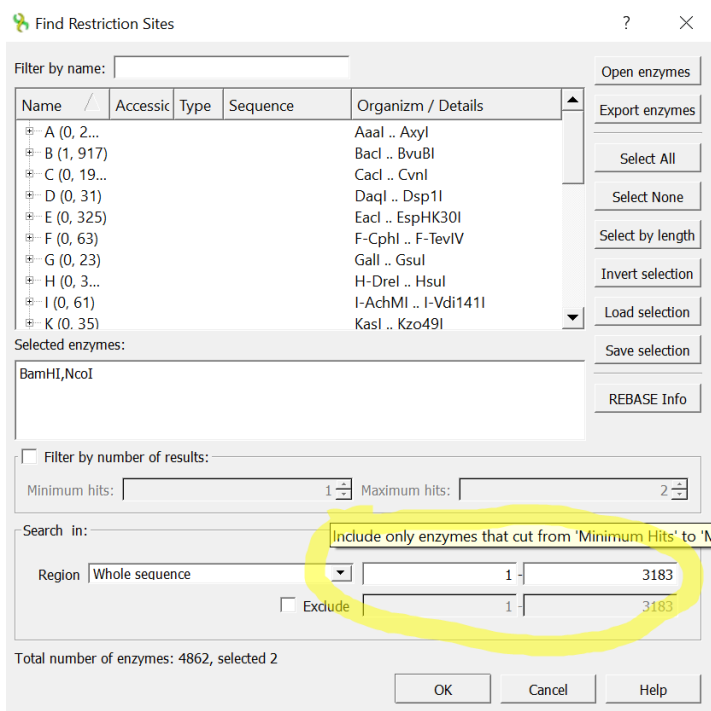 Find Restriction Sites ? ×
Filter by name:
Open enzymes
Name Accessic Type Sequence Organizm / Details
Export enzymes
A (0, 2... AaaI .. AxyI
B (1, 917) BacI .. BvuBI
Select All
C (0, 19... CacI .. CvnI
D (0, 31) DaqI .. Dsp1I
Select None
E (0, 325) EacI .. EspHK30I
F (0, 63) F-CphI .. F-TevIV
Select by length
G (0, 23) GalI .. GsuI
H (0, 3... H-DreI .. HsuI
Invert selection
I (0, 61) I-AchMI .. I-Vdi141I
K (0, 35) KasI .. Kzo49I
Load selection
Selected enzymes:
Save selection
BamHI,NcoI
REBASE Info
Filter by number of results:
Minimum hits: 1 Maximum hits: 2
Search in:
Include only enzymes that cut from 'Minimum Hits' to 'M
Region Whole sequence 1 - 3183
Exclude 1 - 3183
Total number of enzymes: 4862, selected 2
OK Cancel Help